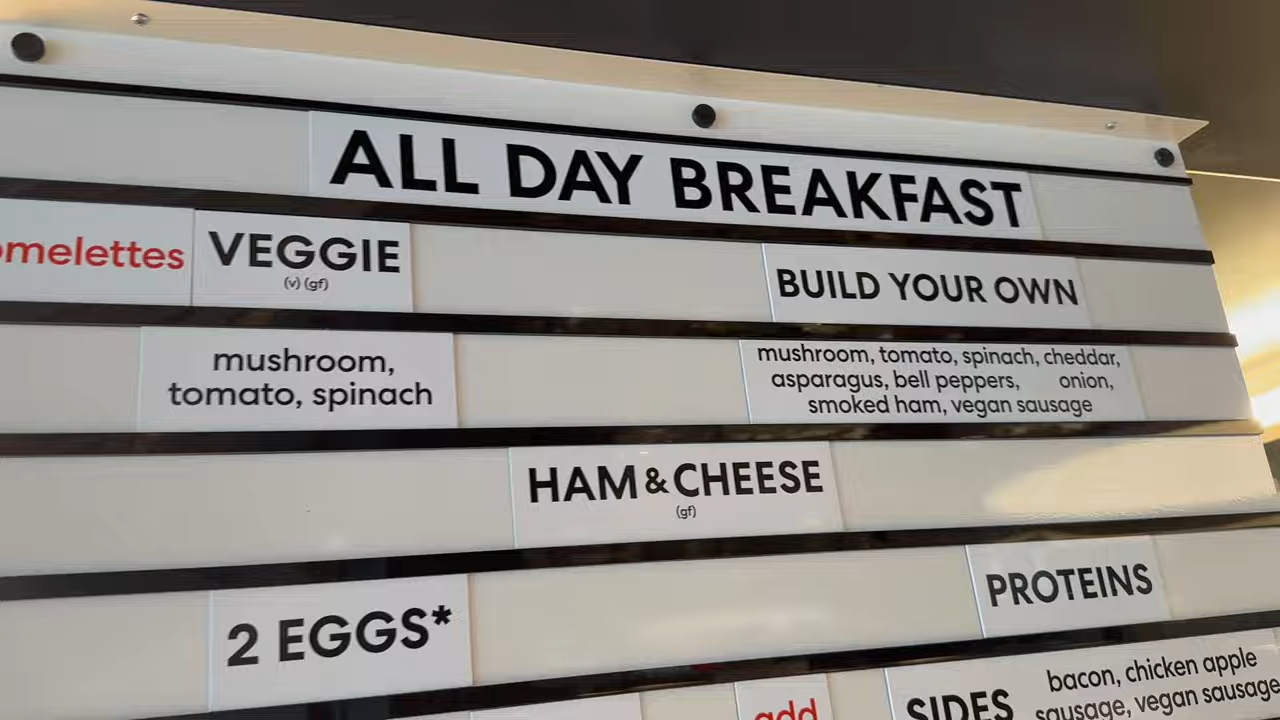 ALL DAY BREAKFAST
omelettes
VEGGIE
(v) (gf)
BUILD YOUR OWN
mushroom,
tomato, spinach
mushroom, tomato, spinach, cheddar,
asparagus, bell peppers, onion,
smoked ham, vegan sausage
HAM & CHEESE
(gf)
2 EGGS*
PROTEINS
add
SIDES
bacon, chicken apple
sausage, vegan sausage